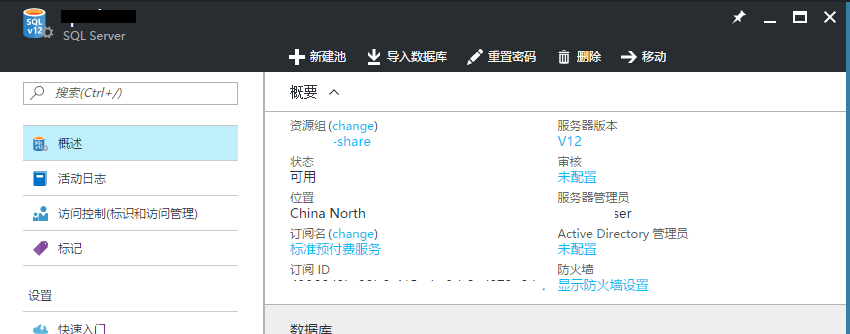 SQL
v12
SQL Server
新建池
导入数据库
重置密码
删除
移动
搜索(Ctrl+/)
概述
活动日志
访问控制(标识和访问管理)
标记
设置
快速入门
概要
资源组 (change)
-share
服务器版本
V12
状态
可用
审核
未配置
位置
China North
服务器管理员
ser
订阅名 (change)
标准预付费服务
Active Directory 管理员
未配置
订阅 ID
防火墙
显示防火墙设置
数据库